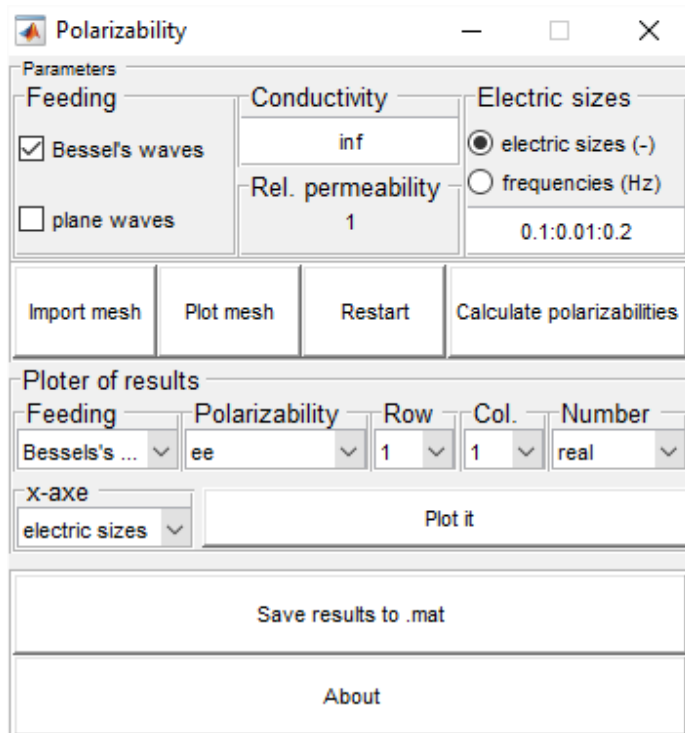 Polarizability
Parameters
Feeding
Conductivity
Electric sizes
Bessel's waves
inf
electric sizes (-)
Rel. permeability
frequencies (Hz)
plane waves
1
0.1:0.01:0.2
Import mesh
Plot mesh
Restart
Calculate polarizabilities
Ploter of results
Feeding
Polarizability
Row
Col.
Number
Bessels's ...
ee
1
1
real
x-axe
electric sizes
Plot it
Save results to .mat
About